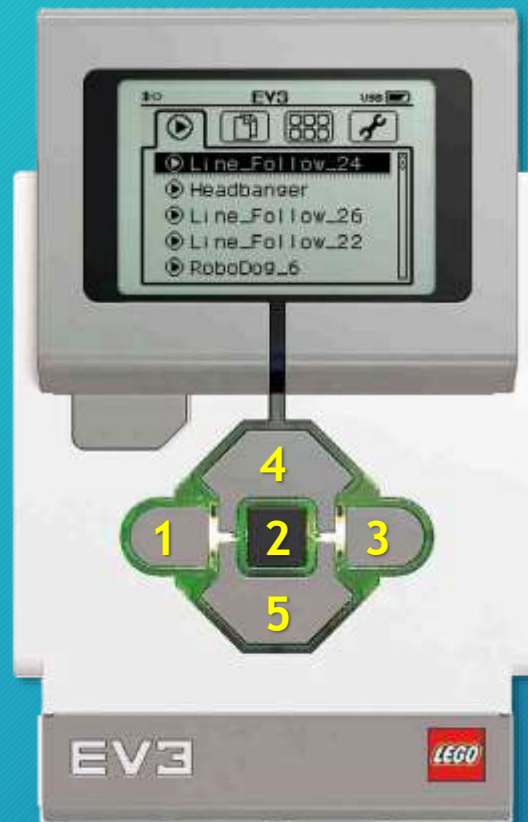 EV3 USB
Line_Follow_24
Headbanger
Line_Follow_26
Line_Follow_22
RoboDog_6
4
1 2 3
5
EV3 LEGO